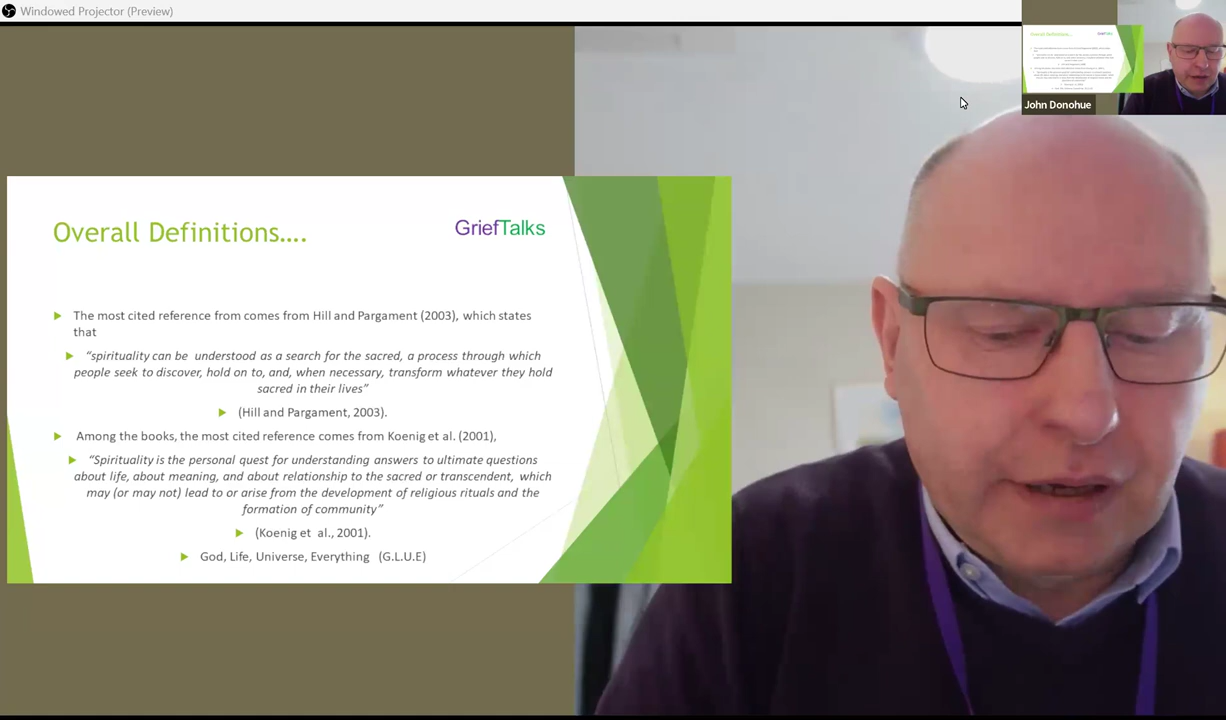 Windowed Projector (Preview)
John Donohue
Overall Definitions....
GriefTalks
The most cited reference from comes from Hill and Pargament (2003), which states
that
“spirituality can be understood as a search for the sacred, a process through which
people seek to discover, hold on to, and, when necessary, transform whatever they hold
sacred in their lives”
(Hill and Pargament, 2003).
Among the books, the most cited reference comes from Koenig et al. (2001),
“Spirituality is the personal quest for understanding answers to ultimate questions
about life, about meaning, and about relationship to the sacred or transcendent, which
may (or may not) lead to or arise from the development of religious rituals and the
formation of community”
(Koenig et al., 2001).
God, Life, Universe, Everything (G.L.U.E)